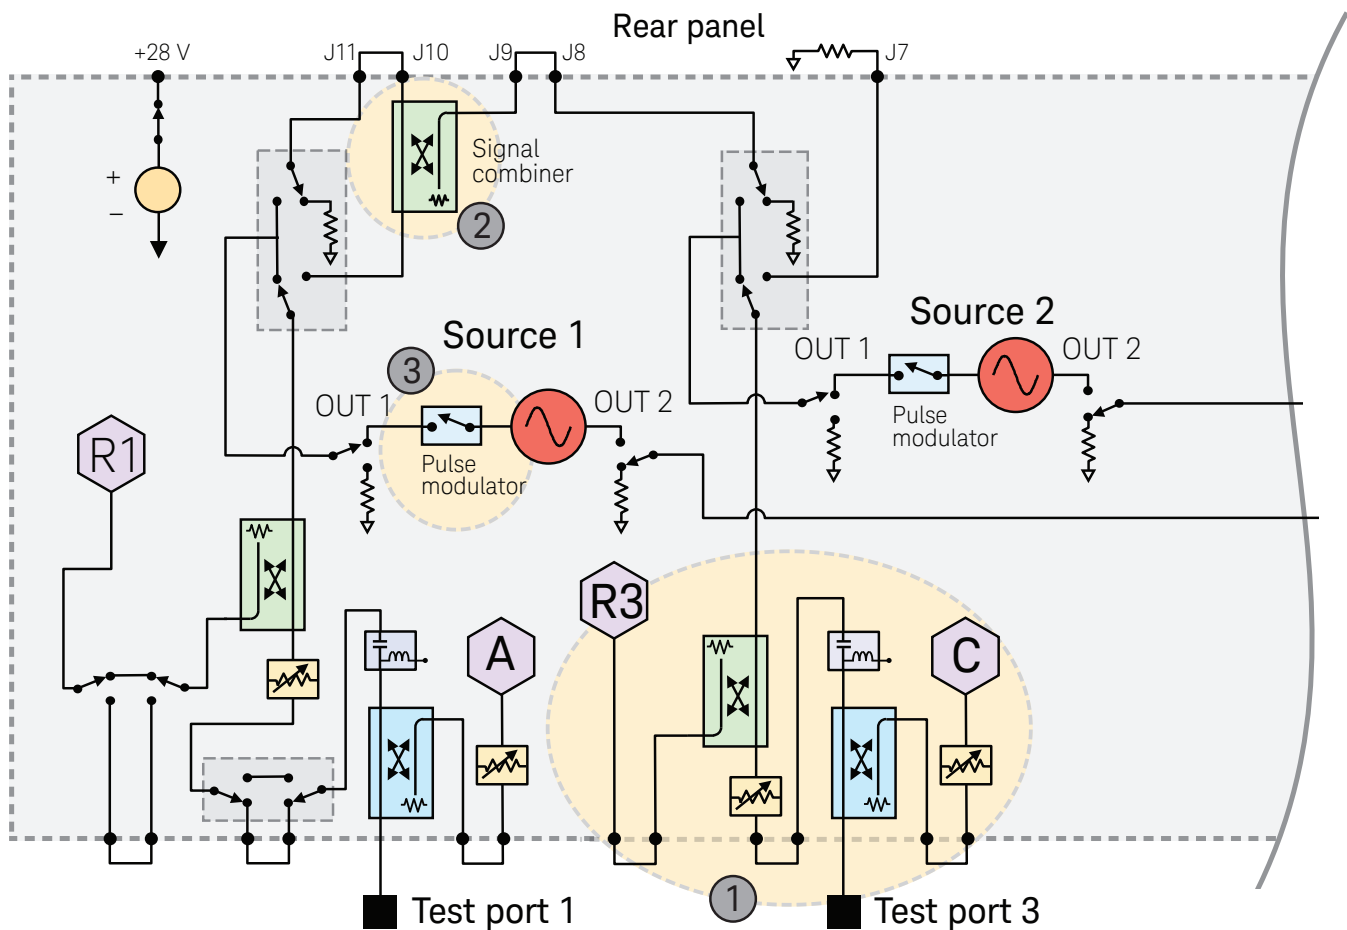 Rear panel
+28 V
J11
J10
J9
J8
J7
+
−
Signal
combiner
2
Source 1
Source 2
3
OUT 1
OUT 2
OUT 1
OUT 2
Pulse
modulator
Pulse
modulator
R1
R3
A
C
1
Test port 1
Test port 3